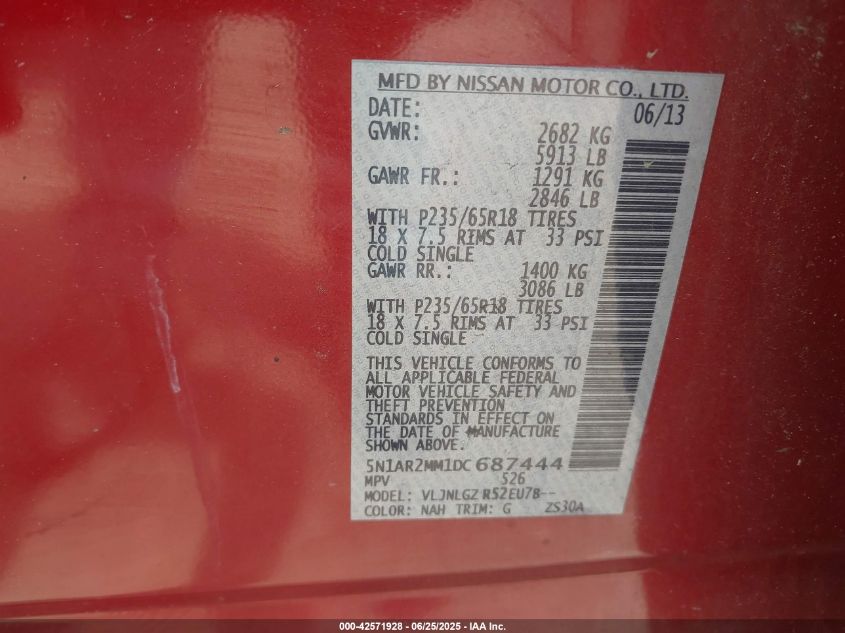 MFD BY NISSAN MOTOR CO., LTD.
DATE: 06/13
GVWR: 2682 KG
5913 LB
GAWR FR.: 1291 KG
2846 LB
WITH P235/65R18 TIRES
18 X 7.5 RIMS AT 33 PSI
COLD SINGLE
GAWR RR.: 1400 KG
3086 LB
WITH P235/65R18 TIRES
18 X 7.5 RIMS AT 33 PSI
COLD SINGLE
THIS VEHICLE CONFORMS TO
ALL APPLICABLE FEDERAL
MOTOR VEHICLE SAFETY AND
THEFT PREVENTION
STANDARDS IN EFFECT ON
THE DATE OF MANUFACTURE
SHOWN ABOVE.
5N1AR2MM1DC687444
MPV 526
MODEL: VLJNLGZ R52EU78--
COLOR: NAH TRIM: G ZS30A
000-42571928 - 06/25/2025 - IAA Inc.